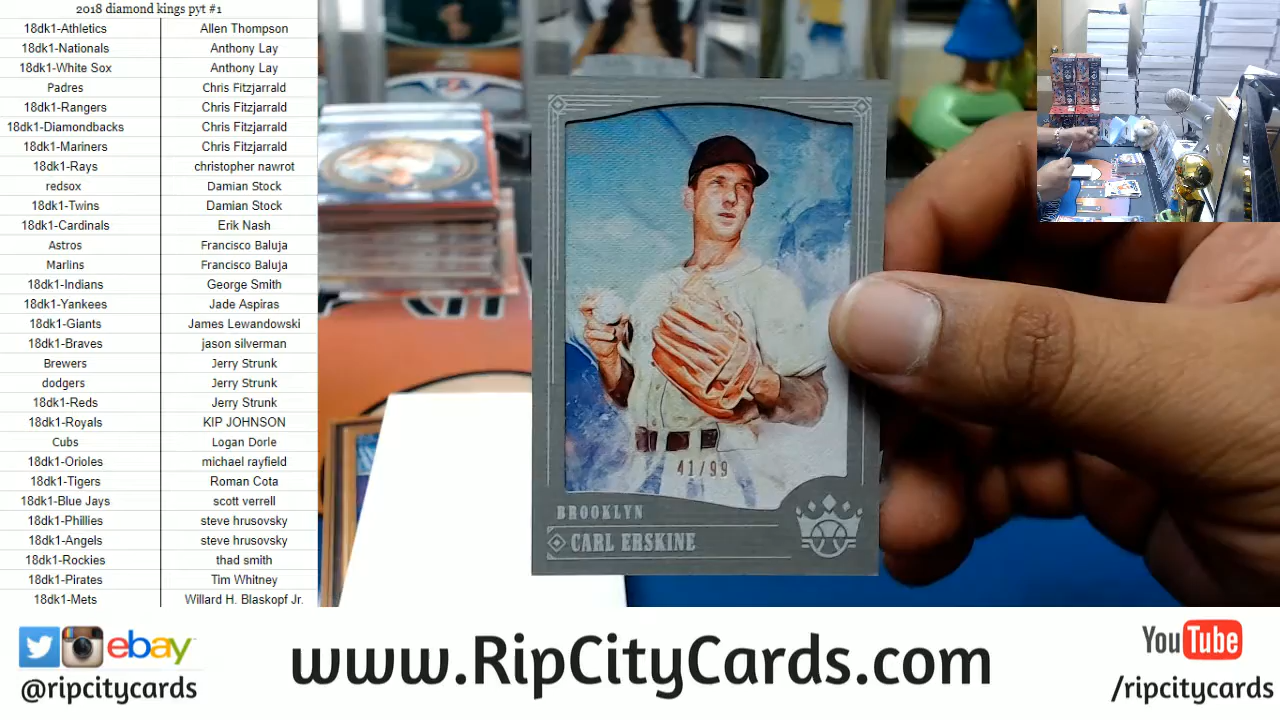 2018 diamond kings pyt #1
18dk1-Athletics Allen Thompson
18dk1-Nationals Anthony Lay
18dk1-White Sox Anthony Lay
Padres Chris Fitzjarrald
18dk1-Rangers Chris Fitzjarrald
18dk1-Diamondbacks Chris Fitzjarrald
18dk1-Mariners Chris Fitzjarrald
18dk1-Rays christopher nawrot
redsox Damian Stock
18dk1-Twins Damian Stock
18dk1-Cardinals Erik Nash
Astros Francisco Baluja
Marlins Francisco Baluja
18dk1-Indians George Smith
18dk1-Yankees Jade Aspiras
18dk1-Giants James Lewandowski
18dk1-Braves jason silverman
Brewers Jerry Strunk
dodgers Jerry Strunk
18dk1-Reds Jerry Strunk
18dk1-Royals KIP JOHNSON
Cubs Logan Dorle
18dk1-Orioles michael rayfield
18dk1-Tigers Roman Cota
18dk1-Blue Jays scott verrell
18dk1-Phillies steve hrusovsky
18dk1-Angels steve hrusovsky
18dk1-Rockies thad smith
18dk1-Pirates Tim Whitney
18dk1-Mets Willard H. Blaskopf Jr.
41/99
BROOKLYN
CARL ERSKINE
ebay
@ripcitycards
www.RipCityCards.com
YouTube
/ripcitycards